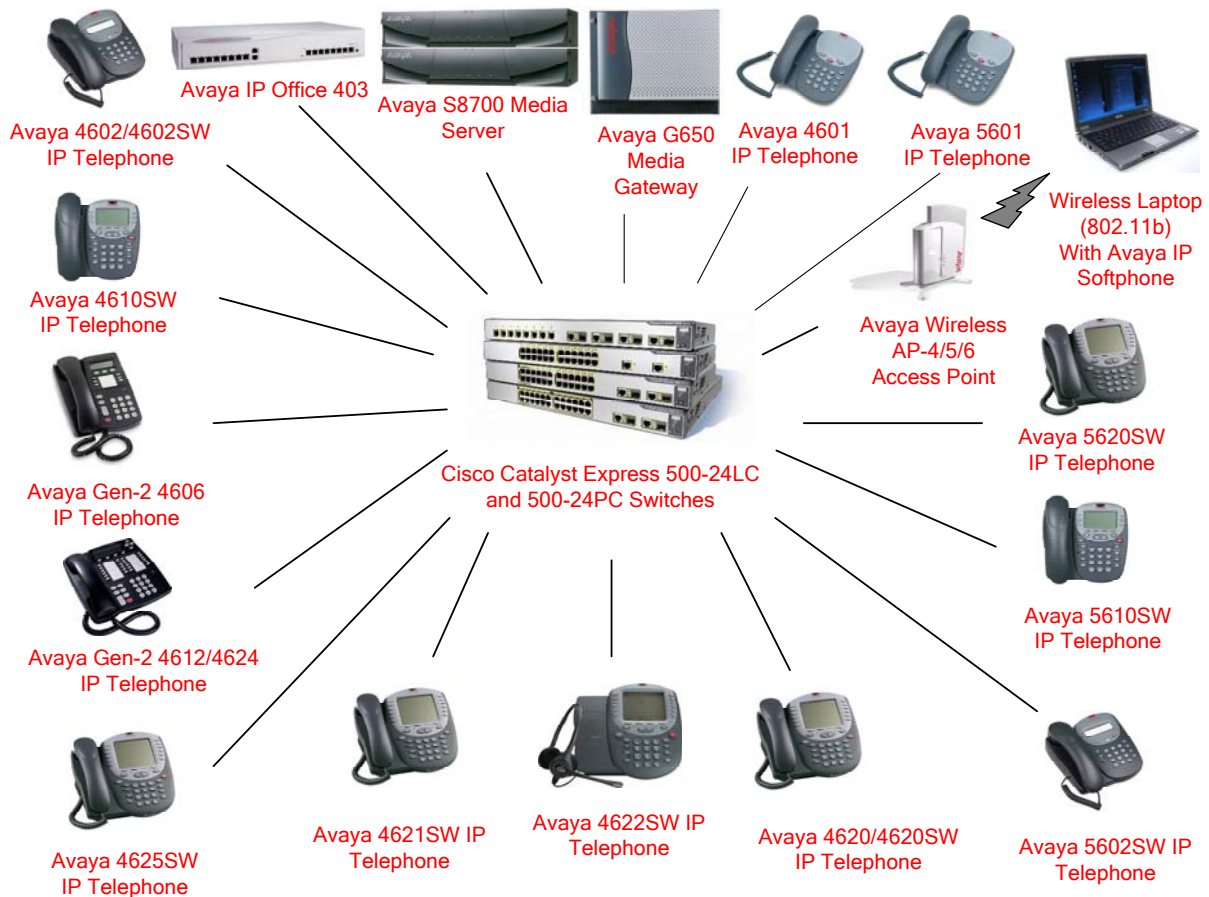 Avaya 4602/4602SW
IP Telephone
Avaya IP Office 403
AVAYA
AVAYA
Avaya S8700 Media
Server
Avaya G650
Media
Gateway
Avaya 4601
IP Telephone
Avaya 5601
IP Telephone
Wireless Laptop
(802.11b)
With Avaya IP
Softphone
Avaya 4610SW
IP Telephone
Avaya Wireless
AP-4/5/6
Access Point
Avaya Gen-2 4606
IP Telephone
Cisco Catalyst Express 500-24LC
and 500-24PC Switches
Avaya 5620SW
IP Telephone
Avaya Gen-2 4612/4624
IP Telephone
Avaya 5610SW
IP Telephone
Avaya 4625SW
IP Telephone
Avaya 4621SW IP
Telephone
Avaya 4622SW IP
Telephone
Avaya 4620/4620SW
IP Telephone
Avaya 5602SW IP
Telephone